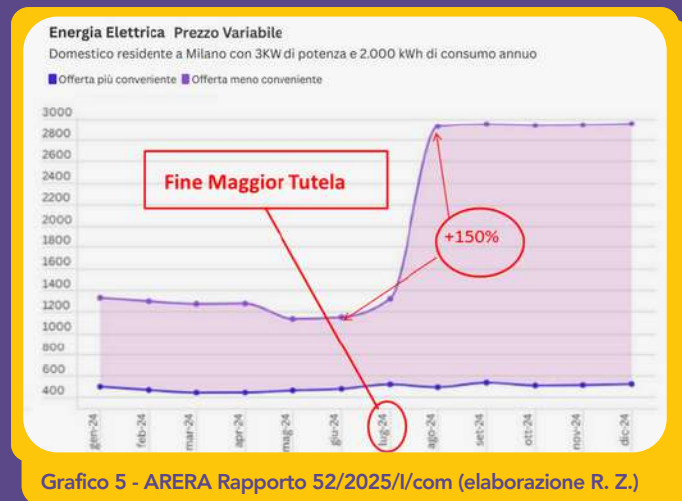 Energia Elettrica Prezzo Variabile
Domestico residente a Milano con 3KW di potenza e 2.000 kWh di consumo annuo
Offerta più conveniente Offerta meno conveniente
3000
2800
2600
2400
2200
2000
1800
1600
1400
1200
1000
800
600
400
Fine Maggior Tutela
+150%
gen-24
feb-24
mar-24
apr-24
mag-24
giu-24
lug-24
ago-24
set-24
ott-24
nov-24
dic-24
Grafico 5 - ARERA Rapporto 52/2025/I/com (elaborazione R. Z.)